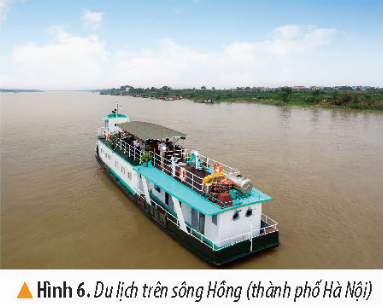 ▲ Hình 6. Du lịch trên sông Hồng (thành phố Hà Nội)